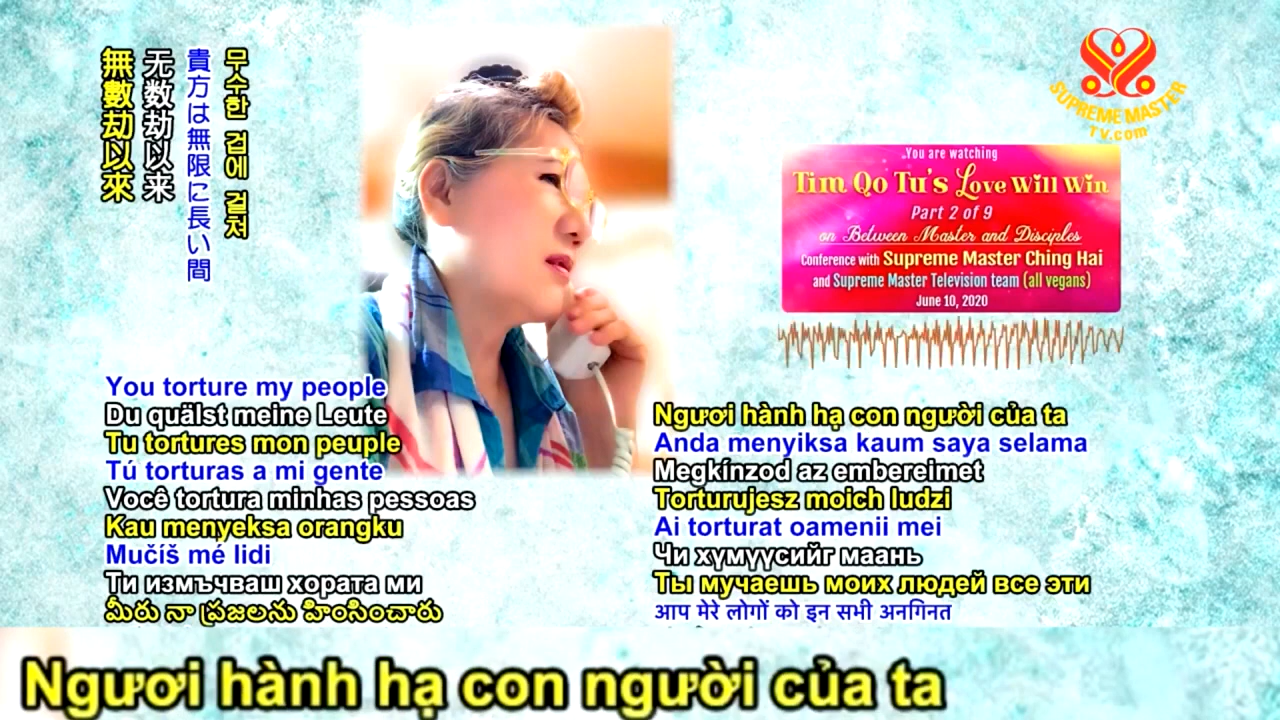 無數劫以來
无数劫以来
貴方は無限に長い間
무수한 겁에 걸쳐
SUPREME MASTER
TV.com
You are watching
Tim Qo Tu's Love Will Win
Part 2 of 9
on Between Master and Disciples
Conference with Supreme Master Ching Hai
and Supreme Master Television team (all vegans)
June 10, 2020
You torture my people
Du quälst meine Leute
Tu tortures mon peuple
Tú torturas a mi gente
Você tortura minhas pessoas
Kau menyeksa orangku
Mučíš mé lidi
Ти измъчваш хората ми
మీరు నా ప్రజలను హింసించారు
Ngươi hành hạ con người của ta
Anda menyiksa kaum saya selama
Megkínzod az embereimet
Torturujesz moich ludzi
Ai torturat oamenii mei
Чи хүмүүсийг маань
Ты мучаешь моих людей все эти
आप मेरे लोगों को इन सभी अनगिनत
Ngươi hành hạ con người của ta